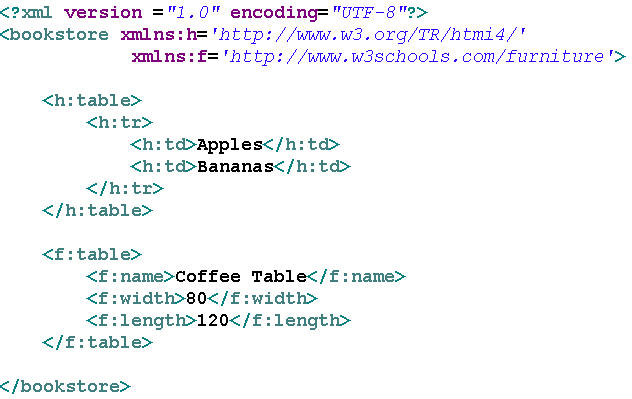 <?xml version ="1.0" encoding="UTF-8"?>
<bookstore xmlns:h='http://www.w3.org/TR/htmi4/'
xmlns:f='http://www.w3schools.com/furniture'>
<h:table>
<h:tr>
<h:td>Apples</h:td>
<h:td>Bananas</h:td>
</h:tr>
</h:table>
<f:table>
<f:name>Coffee Table</f:name>
<f:width>80</f:width>
<f:length>120</f:length>
</f:table>
</bookstore>